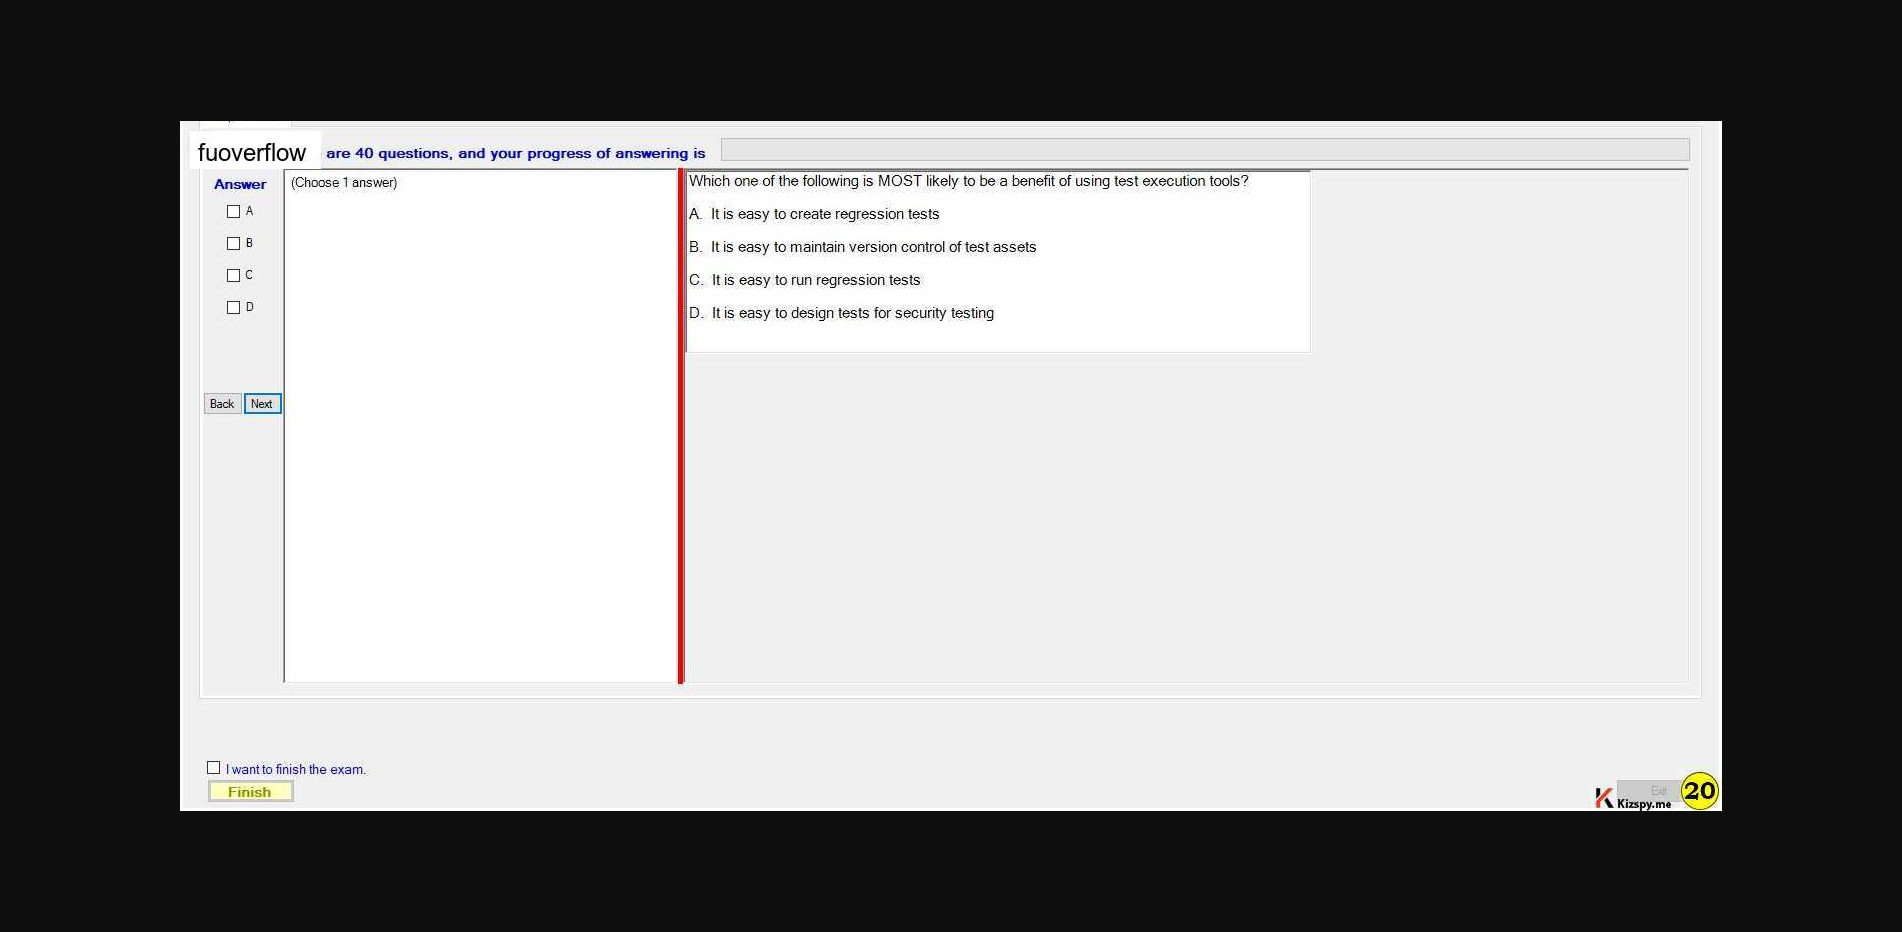 fuoverflow are 40 questions, and your progress of answering is
Answer
(Choose 1 answer)
A
B
C
D
Back Next
Which one of the following is MOST likely to be a benefit of using test execution tools?
A. It is easy to create regression tests
B. It is easy to maintain version control of test assets
C. It is easy to run regression tests
D. It is easy to design tests for security testing
I want to finish the exam.
Finish
Exit
Kizspy.me
20